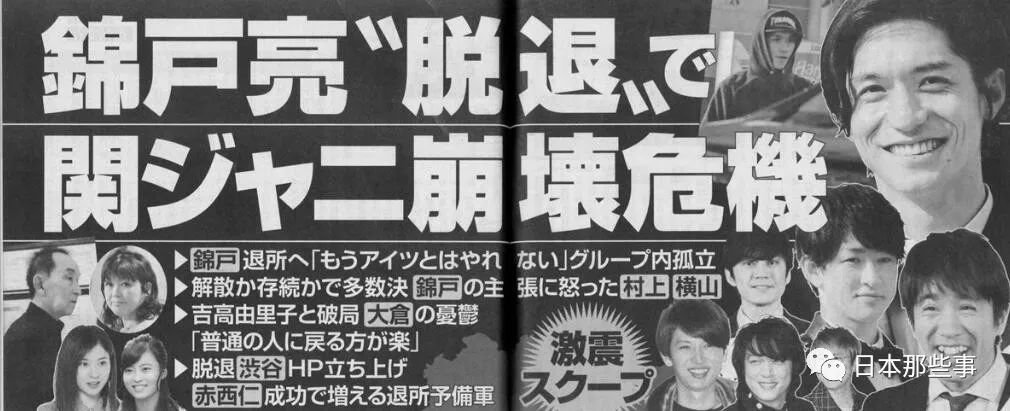 錦戸亮〝脱退〟で
関ジャニ崩壊危機
▶錦戸退所へ「もうアイツとはやれない」グループ内孤立
▶解散か存続かで多数決 錦戸の主張に怒った村上 横山
▶吉高由里子と破局 大倉の憂鬱
「普通の人に戻る方が楽」
▶脱退 渋谷 HP立ち上げ
赤西仁 成功で増える退所予備軍
激震
スクープ
日本那些事